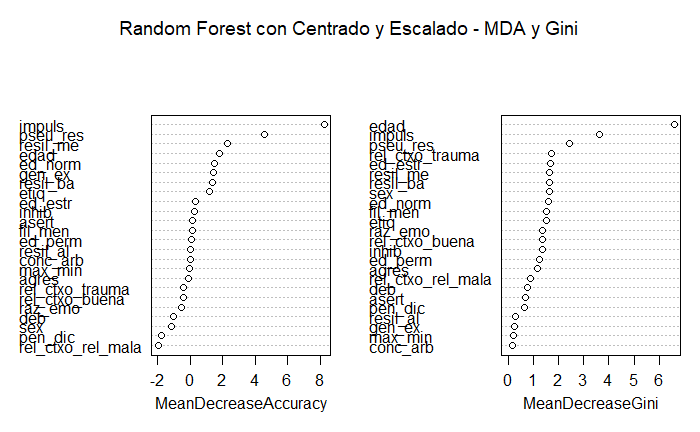 Random Forest con Centrado y Escalado - MDA y Gini
impuls
pseu_res
resil_me
edad
ed_norm
gen_ex
resil_ba
etiq
ed_estr
inhib
asert
fil_men
ed_perm
resil_al
conc_arb
max_min
agres
rel_ctxo_trauma
rel_ctxo_buena
raz_emo
deb
sex
pen_dic
rel_ctxo_rel_mala
-2 0 2 4 6 8
MeanDecreaseAccuracy
edad
impuls
pseu_res
rel_ctxo_trauma
ed_estr
resil_me
resil_ba
sex
ed_norm
fil_men
etiq
raz_emo
rel_ctxo_buena
inhib
ed_perm
agres
rel_ctxo_rel_mala
deb
asert
pen_dic
resil_al
gen_ex
max_min
conc_arb
0 1 2 3 4 5 6
MeanDecreaseGini